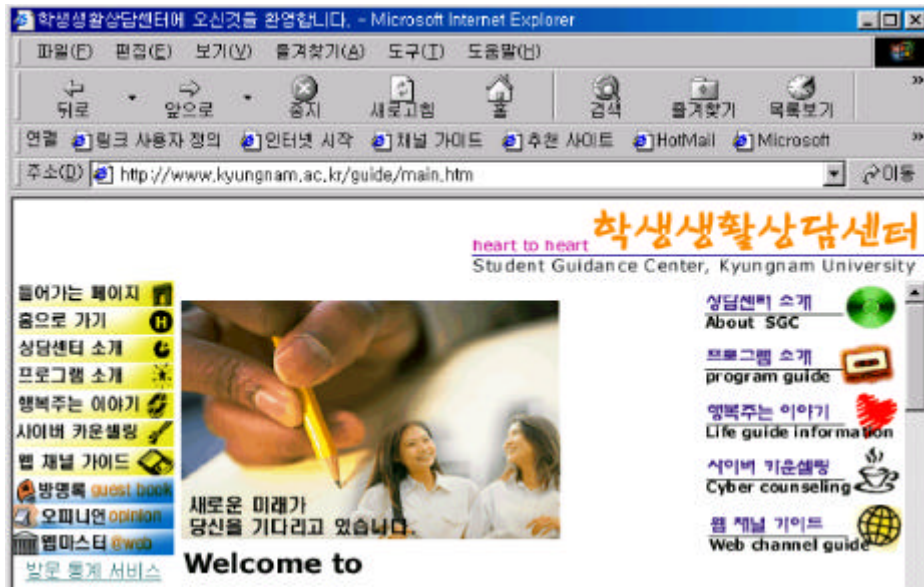 학생생활상담센터에 오신것을 환영합니다. - Microsoft Internet Explorer
파일(F) 편집(E) 보기(V) 즐겨찾기(A) 도구(T) 도움말(H)
뒤로 앞으로 중지 새로고침 홈 검색 즐겨찾기 목록보기 »
연결 링크 사용자 정의 인터넷 시작 채널 가이드 추천 사이트 HotMail Microsoft »
주소(D) http://www.kyungnam.ac.kr/guide/main.htm 이동
heart to heart 학생생활상담센터
Student Guidance Center, Kyungnam University
들어가는 페이지
홈으로 가기 H
상담센터 소개
프로그램 소개
행복주는 이야기
사이버 카운셀링
웹 채널 가이드
방명록 guest book
오피니언 opinion
웹마스터 @web
방문 통계 서비스
새로운 미래가
당신을 기다리고 있습니다.
Welcome to
상담센터 소개
About SGC
프로그램 소개
program guide
행복주는 이야기
Life guide information
사이버 카운셀링
Cyber counseling
웹 채널 가이드
Web channel guide